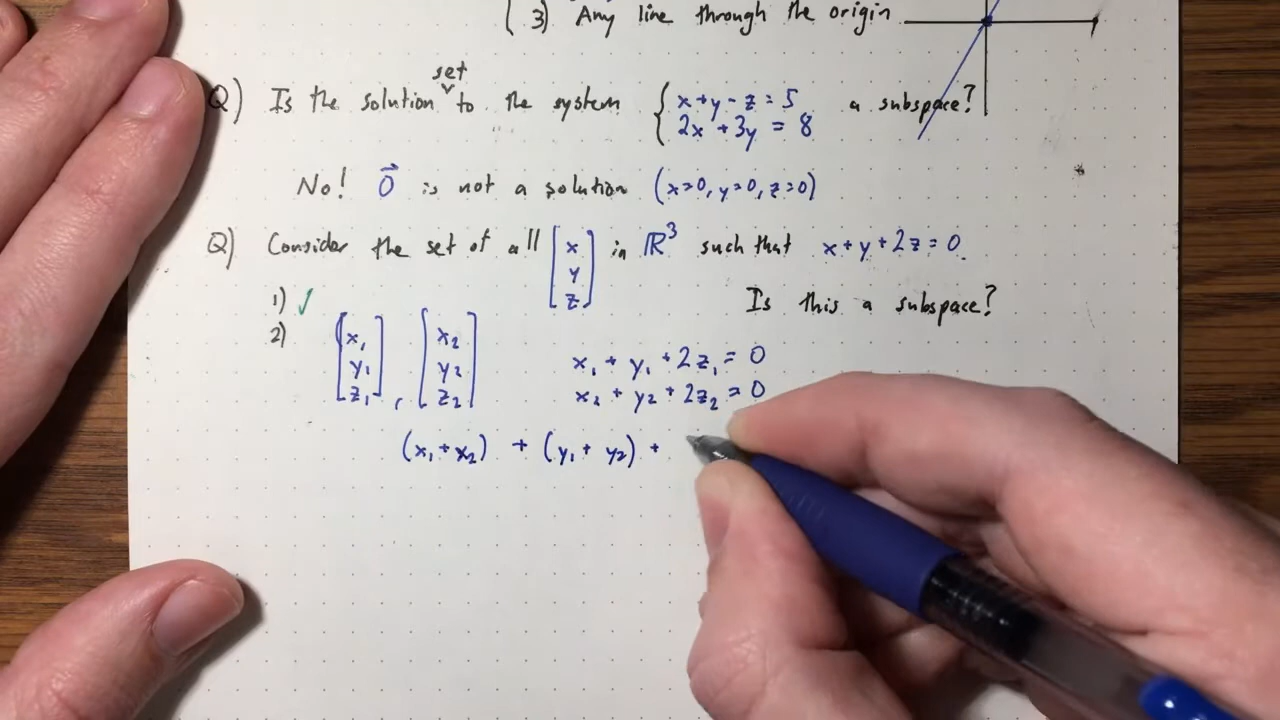 3) Any line through the origin
Q) Is the solution set to the system { x+y-z=5 a subspace?
2x+3y=8
No! 0⃗ is not a solution (x=0, y=0, z=0)
Q) Consider the set of all [x y z] in ℝ³ such that x+y+2z=0.
1) ✓ Is this a subspace?
2) [x₁ y₁ z₁], [x₂ y₂ z₂]
x₁+y₁+2z₁=0
x₂+y₂+2z₂=0
(x₁+x₂) + (y₁+y₂) +